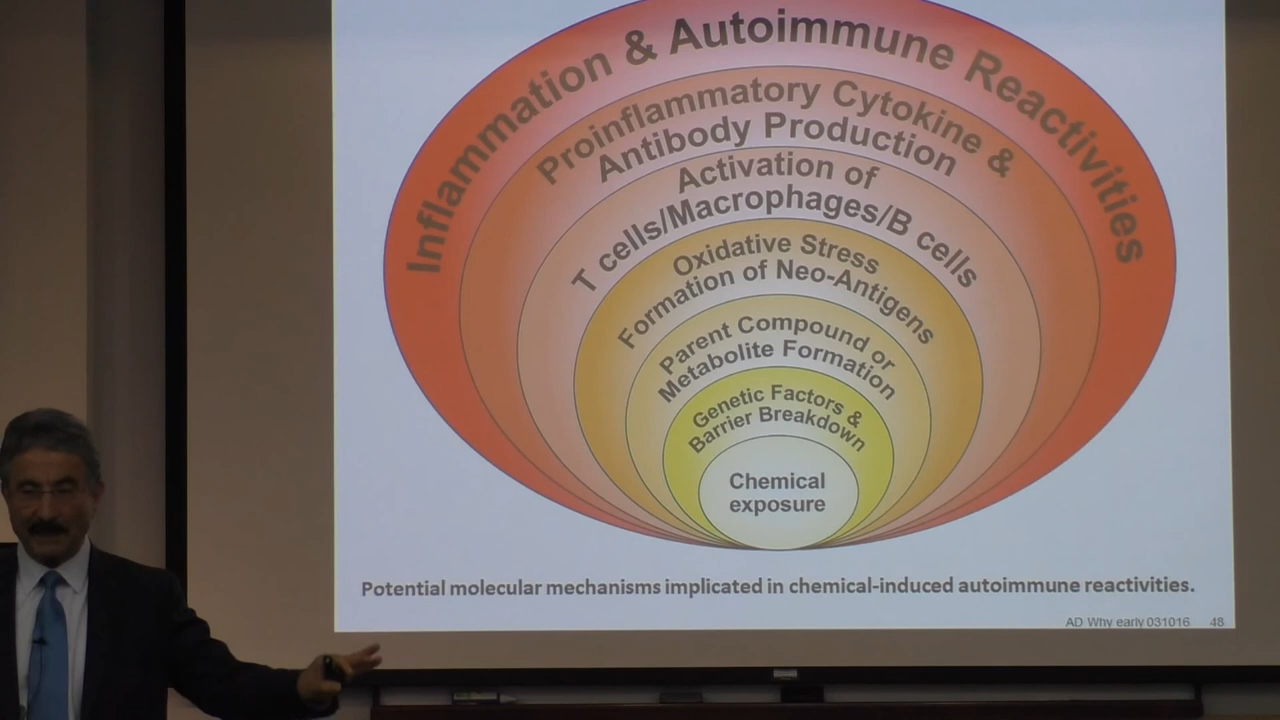 Inflammation & Autoimmune Reactivities
Proinflammatory Cytokine &
Antibody Production
Activation of
T cells/Macrophages/B cells
Oxidative Stress
Formation of Neo-Antigens
Parent Compound or
Metabolite Formation
Genetic Factors &
Barrier Breakdown
Chemical
exposure
Potential molecular mechanisms implicated in chemical-induced autoimmune reactivities.
AD Why early 031016 48